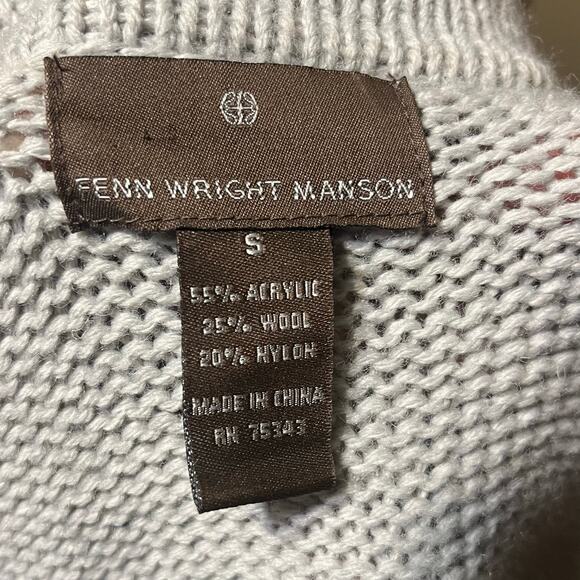 FENN WRIGHT MANSON
S
55% ACRYLIC
25% WOOL
20% NYLON
MADE IN CHINA
RN 75343